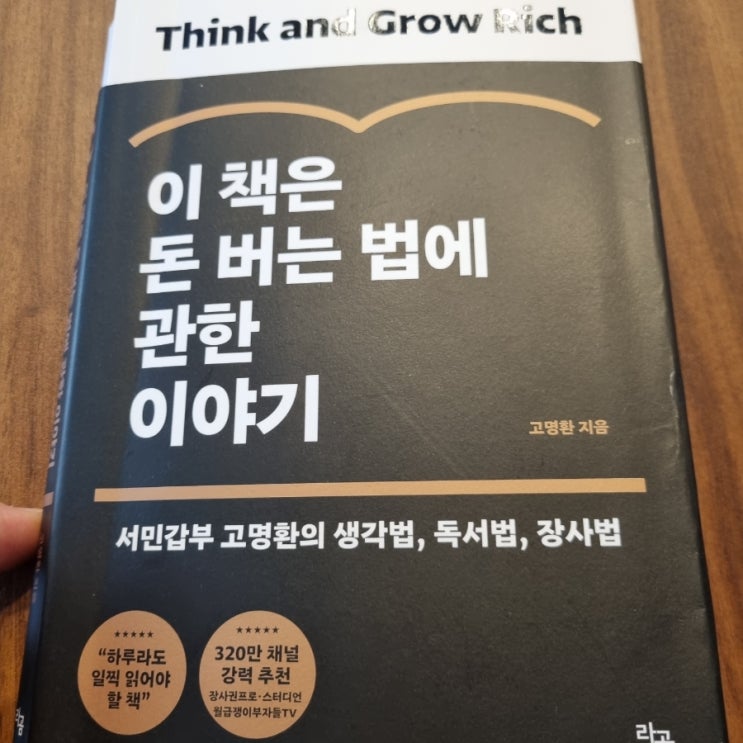 Think and Grow Rich
이 책은
돈 버는 법에
관한
이야기
고명환 지음
서민갑부 고명환의 생각법, 독서법, 장사법
★★★★★
“하루라도
일찍 읽어야
할 책”
★★★★★
320만 채널
강력 추천
장사권프로·스터디언
월급쟁이부자들TV
라곰